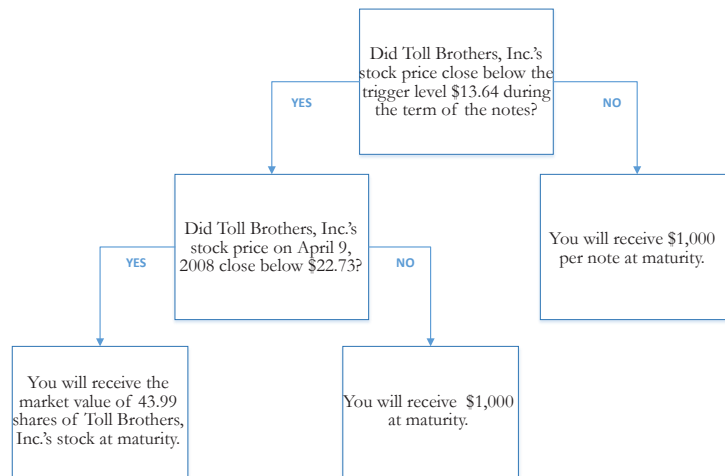 Did Toll Brothers, Inc.'s
stock price close below the
trigger level $13.64 during
the term of the notes?
YES
NO
Did Toll Brothers, Inc.'s
stock price on April 9,
2008 close below $22.73?
You will receive $1,000
per note at maturity.
YES
NO
You will receive the
market value of 43.99
shares of Toll Brothers,
Inc.'s stock at maturity.
You will receive $1,000
at maturity.